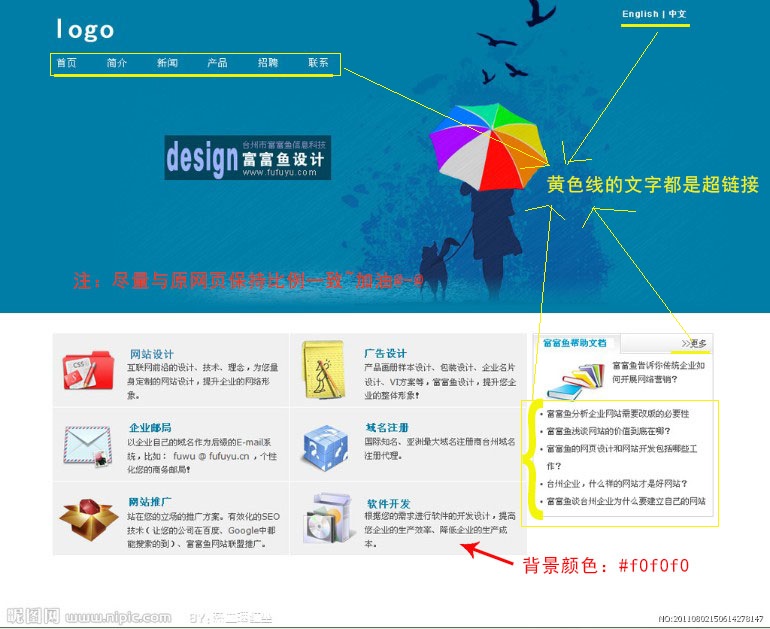 logo
English | 中文
首页 简介 新闻 产品 招聘 联系
design
台州市富富鱼信息科技
富富鱼设计
www.fufuyu.com
黄色线的文字都是超链接
注：尽量与原网页保持比例一致~加油@-@
网站设计
互联网前沿的设计、技术、理念，为您量
身定制的网站设计，提升企业的网络形
象。
广告设计
产品画册样本设计、包装设计、企业名片
设计、VI方案等，富富鱼设计，提升您企
业的整体形象！
富富鱼帮助文档
>>更多
富富鱼告诉你传统企业如
何开展网络营销？
企业邮局
以企业自己的域名作为后缀的E-mail系
统，比如： fuwu @ fufuyu.cn ，个性
化您的商务邮局！
域名注册
国际知名、亚洲最大域名注册商台州域名
注册代理。
• 富富鱼分析企业网站需要改版的必要性
• 富富鱼浅谈网站的价值到底在哪？
• 富富鱼的网页设计和网站开发包括哪些工
作？
• 台州企业，什么样的网站才是好网站？
• 富富鱼谈台州企业为什么要建立自己的网站
网站推广
站在您的立场的推广方案。有效化的SEO
技术（让您的公司在百度、Google中都
能搜索的到）、富富鱼网站联盟推广。
软件开发
根据您的需求进行软件的开发设计，提高
您企业的生产效率、降低企业的生产成
本。
背景颜色：#f0f0f0
昵图网 www.nipic.com
BY:
NO:20110802150614278147